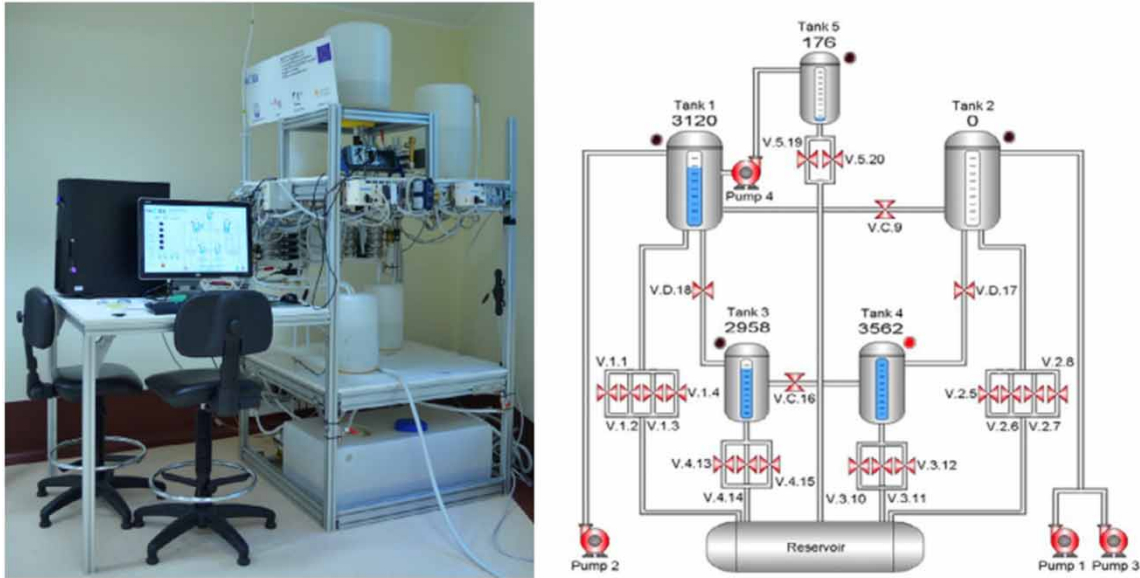 Tank 5
176
Tank 1
3120
Tank 2
0
V.5.19
V.5.20
Pump 4
V.C.9
V.D.18
V.D.17
Tank 3
2958
Tank 4
3562
V.1.1
V.1.4
V.1.2
V.1.3
V.C.16
V.2.8
V.2.5
V.2.6
V.2.7
V.4.13
V.4.15
V.4.14
V.3.12
V.3.10
V.3.11
Reservoir
Pump 2
Pump 1
Pump 3